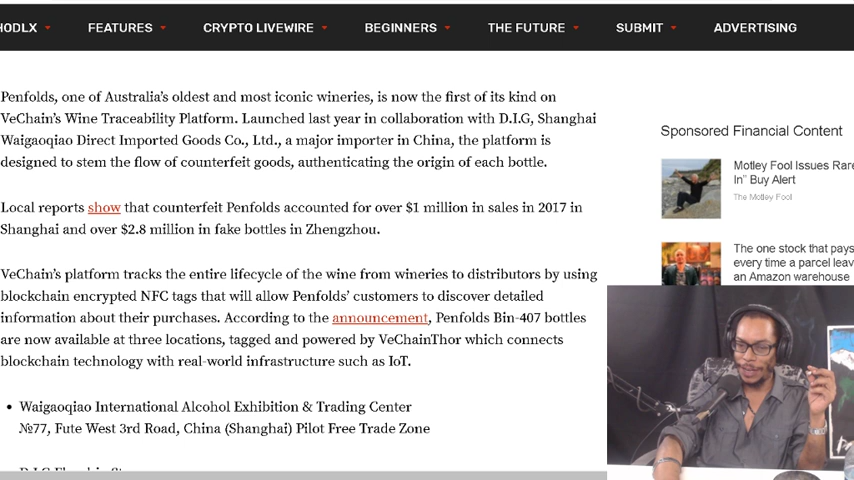 HODLX FEATURES CRYPTO LIVEWIRE BEGINNERS THE FUTURE SUBMIT ADVERTISING
Penfolds, one of Australia's oldest and most iconic wineries, is now the first of its kind on
VeChain's Wine Traceability Platform. Launched last year in collaboration with D.I.G, Shanghai
Waigaoqiao Direct Imported Goods Co., Ltd., a major importer in China, the platform is
designed to stem the flow of counterfeit goods, authenticating the origin of each bottle.
Local reports show that counterfeit Penfolds accounted for over $1 million in sales in 2017 in
Shanghai and over $2.8 million in fake bottles in Zhengzhou.
VeChain's platform tracks the entire lifecycle of the wine from wineries to distributors by using
blockchain encrypted NFC tags that will allow Penfolds' customers to discover detailed
information about their purchases. According to the announcement, Penfolds Bin-407 bottles
are now available at three locations, tagged and powered by VeChainThor which connects
blockchain technology with real-world infrastructure such as IoT.
• Waigaoqiao International Alcohol Exhibition & Trading Center
№77, Fute West 3rd Road, China (Shanghai) Pilot Free Trade Zone
Sponsored Financial Content
Motley Fool Issues Rare
In" Buy Alert
The Motley Fool
The one stock that pays
every time a parcel leav
an Amazon warehouse